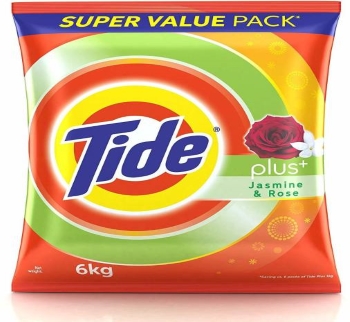 SUPER VALUE PACK*
Tide®
plus+
Jasmine
& Rose
6kg